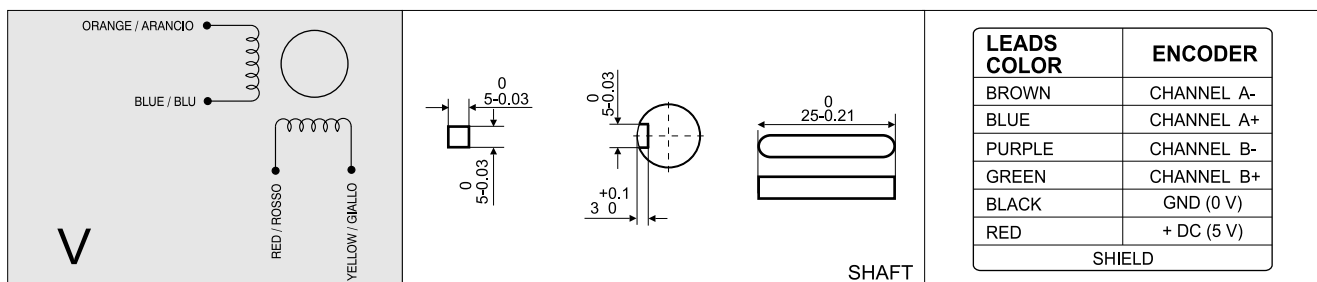 ORANGE / ARANCIO
BLUE / BLU
RED / ROSSO
YELLOW / GIALLO
V
0
5-0.03
0
5-0.03
0
5-0.03
+0.1
3 0
0
25-0.21
SHAFT
LEADS COLOR ENCODER
BROWN CHANNEL A-
BLUE CHANNEL A+
PURPLE CHANNEL B-
GREEN CHANNEL B+
BLACK GND (0 V)
RED + DC (5 V)
SHIELD